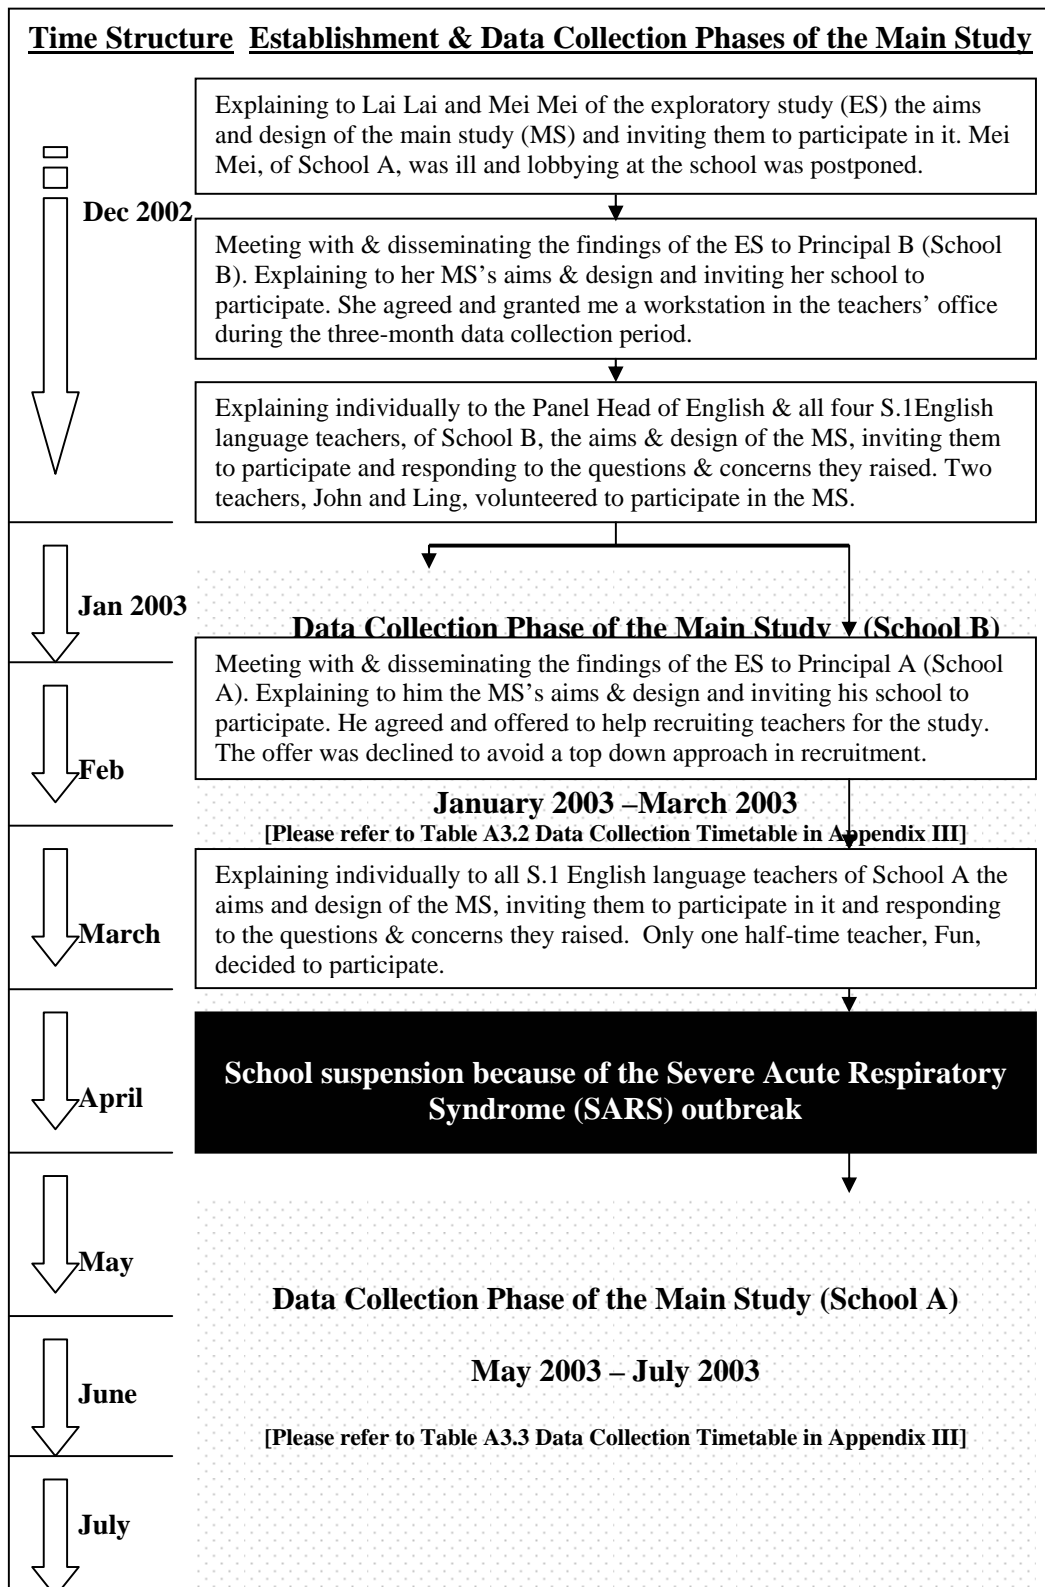 Time Structure Establishment & Data Collection Phases of the Main Study
Explaining to Lai Lai and Mei Mei of the exploratory study (ES) the aims
and design of the main study (MS) and inviting them to participate in it. Mei
Mei, of School A, was ill and lobbying at the school was postponed.
Dec 2002
Meeting with & disseminating the findings of the ES to Principal B (School
B). Explaining to her MS’s aims & design and inviting her school to
participate. She agreed and granted me a workstation in the teachers’ office
during the three-month data collection period.
Explaining individually to the Panel Head of English & all four S.1English
language teachers, of School B, the aims & design of the MS, inviting them
to participate and responding to the questions & concerns they raised. Two
teachers, John and Ling, volunteered to participate in the MS.
Jan 2003
Data Collection Phase of the Main Study (School B)
Meeting with & disseminating the findings of the ES to Principal A (School
A). Explaining to him the MS’s aims & design and inviting his school to
participate. He agreed and offered to help recruiting teachers for the study.
The offer was declined to avoid a top down approach in recruitment.
Feb
January 2003 –March 2003
[Please refer to Table A3.2 Data Collection Timetable in Appendix III]
Explaining individually to all S.1 English language teachers of School A the
aims and design of the MS, inviting them to participate in it and responding
to the questions & concerns they raised.  Only one half-time teacher, Fun,
decided to participate.
March
School suspension because of the Severe Acute Respiratory
Syndrome (SARS) outbreak
April
May
Data Collection Phase of the Main Study (School A)
May 2003 – July 2003
June
[Please refer to Table A3.3 Data Collection Timetable in Appendix III]
July